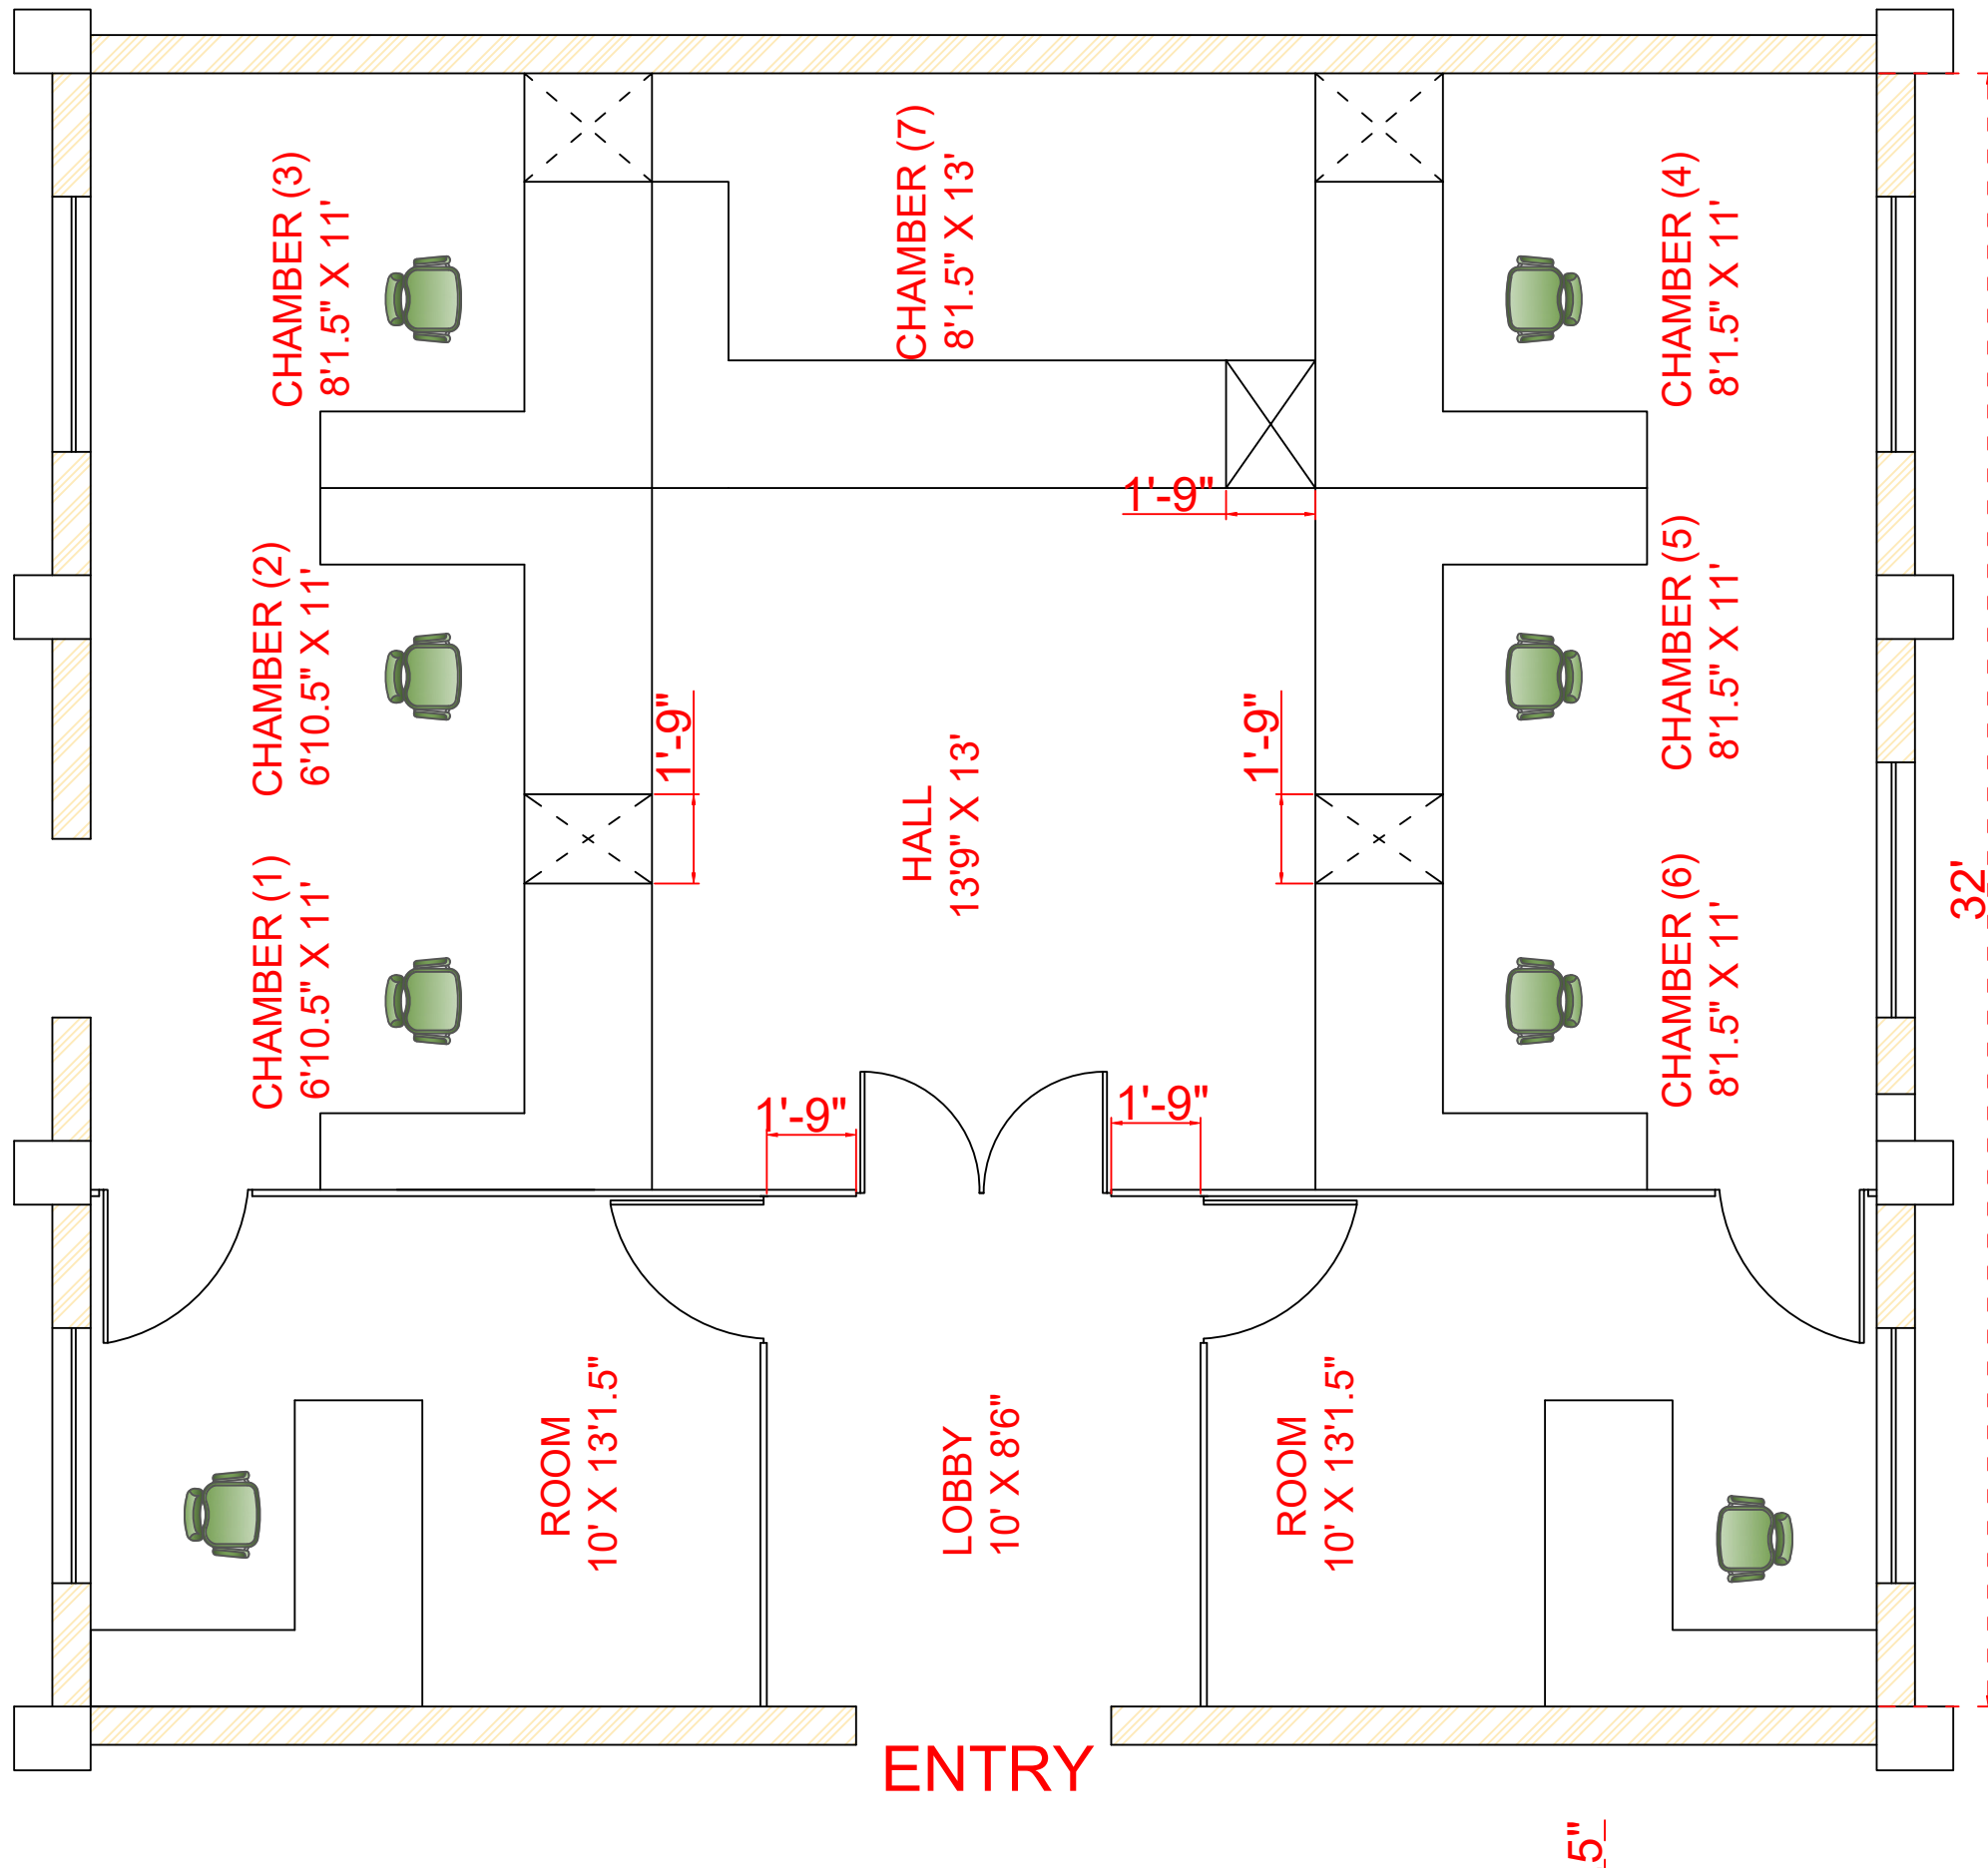 CHAMBER (3)
8'1.5" X 11'
CHAMBER (7)
8'1.5" X 13'
CHAMBER (4)
8'1.5" X 11'
1'-9"
CHAMBER (2)
6'10.5" X 11'
CHAMBER (5)
8'1.5" X 11'
1'-9"
1'-9"
HALL
13'9" X 13'
CHAMBER (1)
6'10.5" X 11'
CHAMBER (6)
8'1.5" X 11'
32'
1'-9"
1'-9"
ROOM
10' X 13'1.5"
LOBBY
10' X 8'6"
ROOM
10' X 13'1.5"
ENTRY
5"